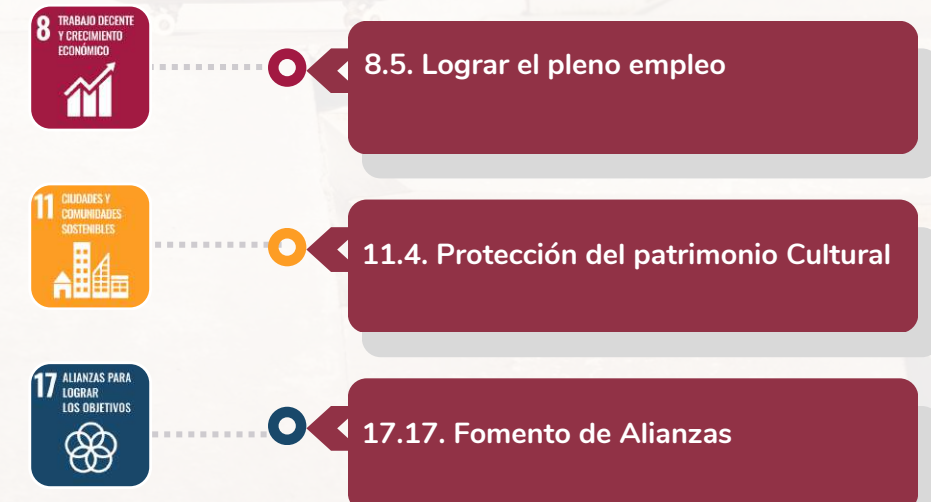 8 TRABAJO DECENTE
Y CRECIMIENTO
ECONÓMICO
8.5. Lograr el pleno empleo
11 CIUDADES Y
COMUNIDADES
SOSTENIBLES
11.4. Protección del patrimonio Cultural
17 ALIANZAS PARA
LOGRAR
LOS OBJETIVOS
17.17. Fomento de Alianzas